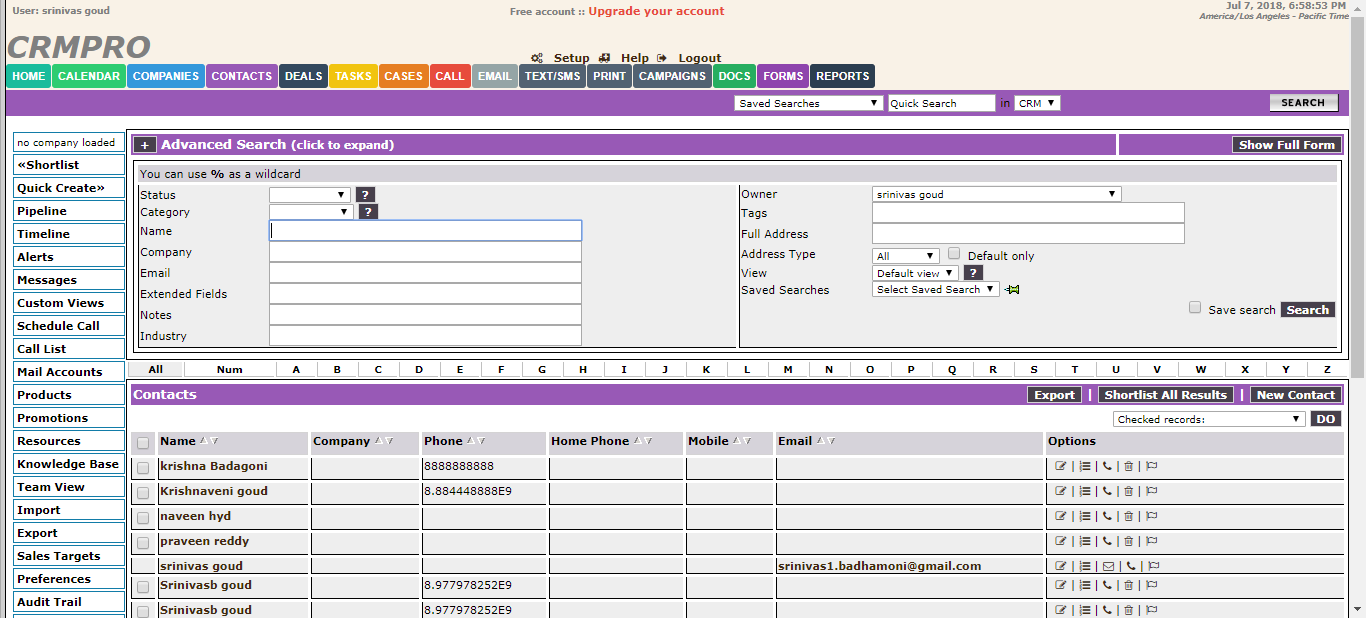 User: srinivas goud
Free account :: Upgrade your account
Jul 7, 2018, 6:58:53 PM
America/Los Angeles - Pacific Time
CRMPRO
Setup Help Logout
HOME CALENDAR COMPANIES CONTACTS DEALS TASKS CASES CALL EMAIL TEXT/SMS PRINT CAMPAIGNS DOCS FORMS REPORTS
Saved Searches Quick Search in CRM SEARCH
no company loaded
«Shortlist
Quick Create»
Pipeline
Timeline
Alerts
Messages
Custom Views
Schedule Call
Call List
Mail Accounts
Products
Promotions
Resources
Knowledge Base
Team View
Import
Export
Sales Targets
Preferences
Audit Trail
+ Advanced Search (click to expand) Show Full Form
You can use % as a wildcard
Status ?
Category ?
Name
Company
Email
Extended Fields
Notes
Industry
Owner srinivas goud
Tags
Full Address
Address Type All Default only
View Default view ?
Saved Searches Select Saved Search
Save search Search
All Num A B C D E F G H I J K L M N O P Q R S T U V W X Y Z
Contacts Export | Shortlist All Results | New Contact
Checked records: DO
Name Company Phone Home Phone Mobile Email Options
krishna Badagoni 8888888888 | | | |
Krishnaveni goud 8.884448888E9 | | | |
naveen hyd | | | |
praveen reddy | | | |
srinivas goud srinivas1.badhamoni@gmail.com | | | |
Srinivasb goud 8.977978252E9 | | | |
Srinivasb goud 8.977978252E9 | | | |